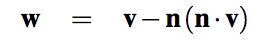 w = v − n(n · v)